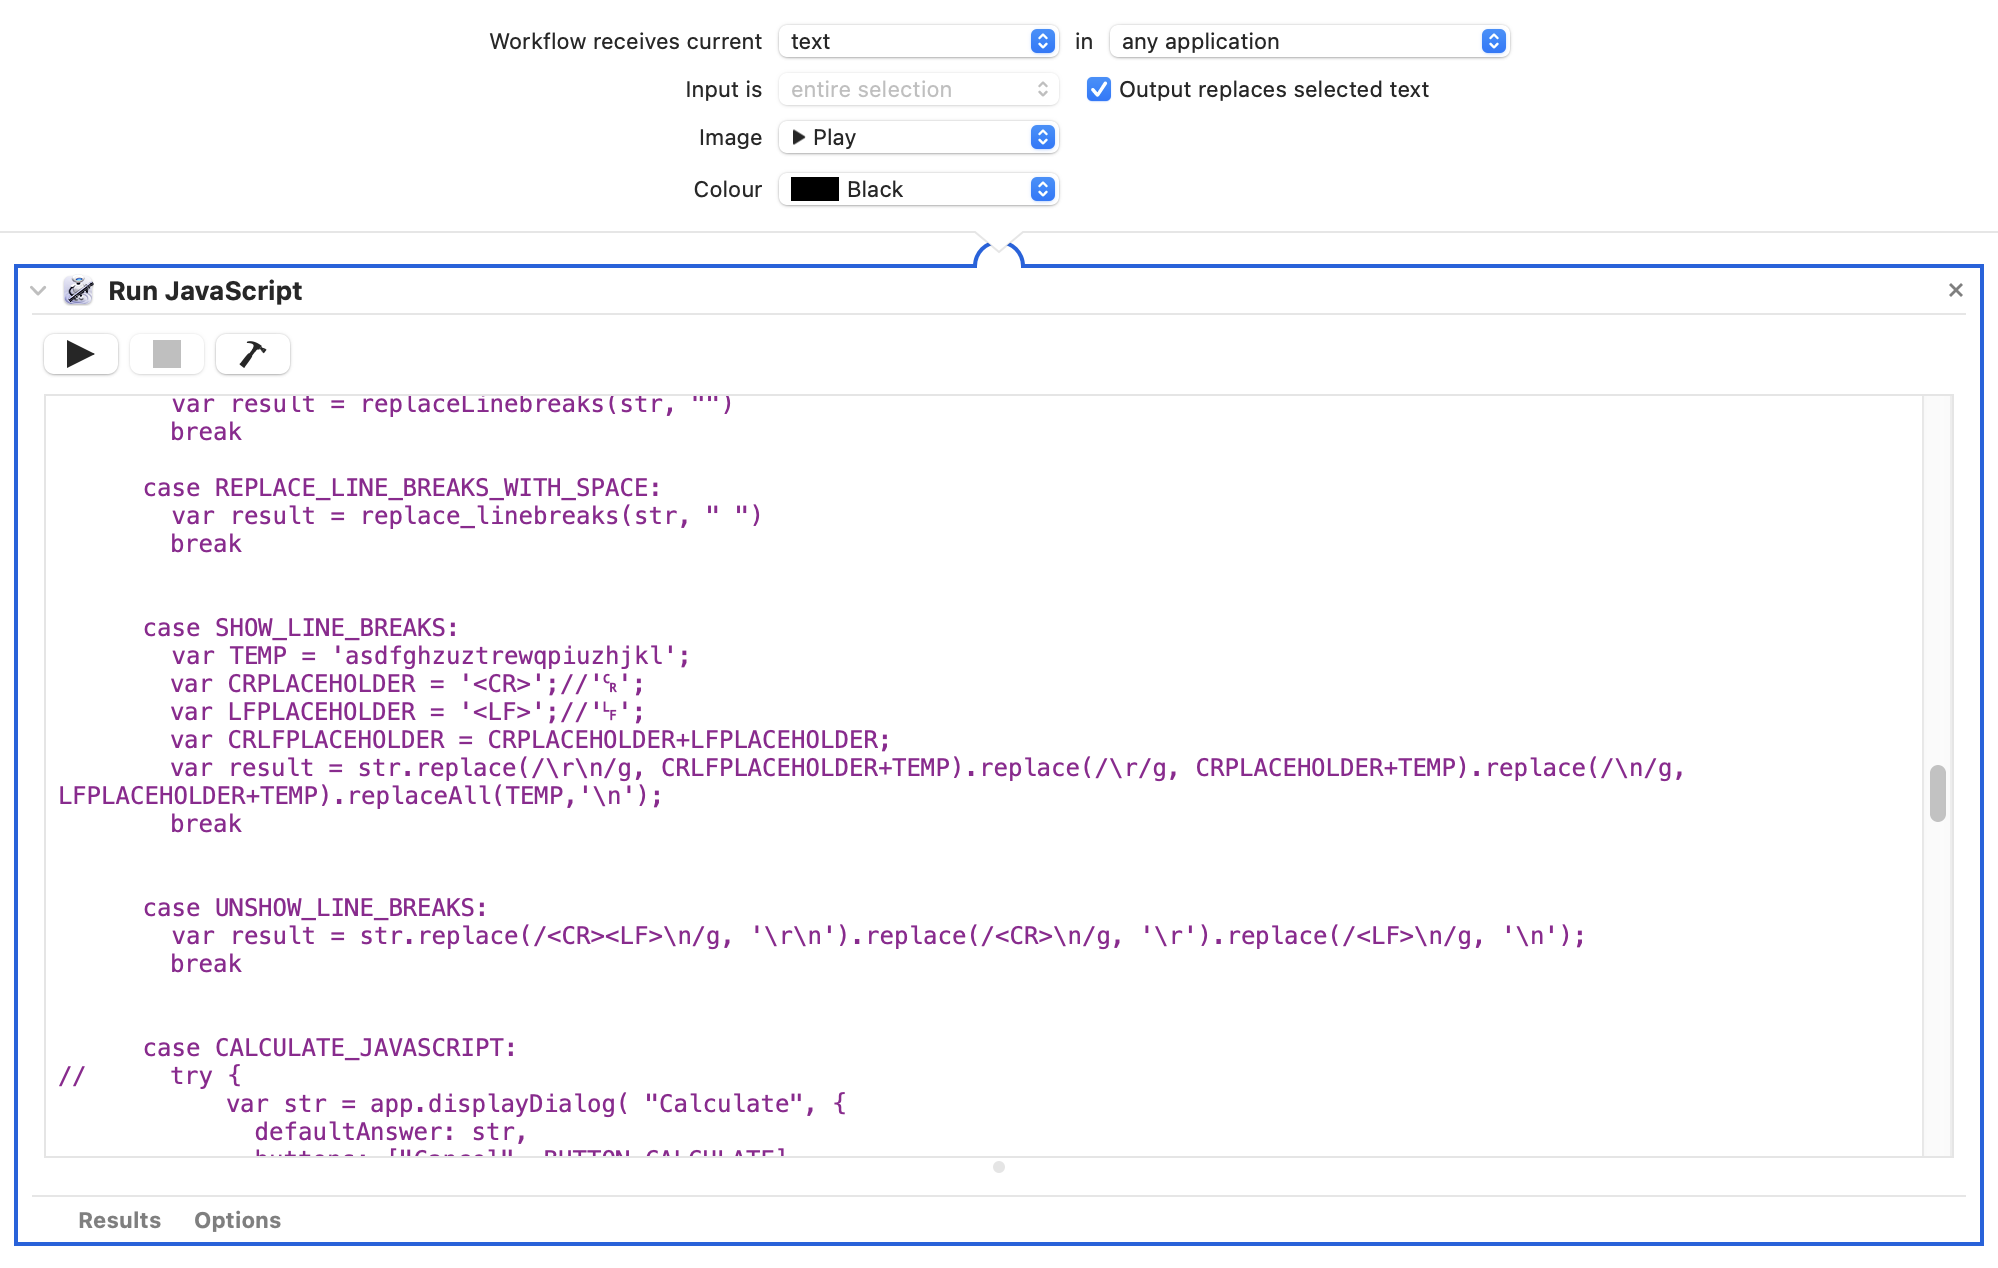 Workflow receives current text in any application
Input is entire selection Output replaces selected text
Image Play
Colour Black
Run JavaScript
var result = replaceLinebreaks(str, "")
break
case REPLACE_LINE_BREAKS_WITH_SPACE:
var result = replace_linebreaks(str, " ")
break
case SHOW_LINE_BREAKS:
var TEMP = 'asdfghzuztrewqpiuzhjkl';
var CRPLACEHOLDER = '<CR>';//'␍';
var LFPLACEHOLDER = '<LF>';//'␊';
var CRLFPLACEHOLDER = CRPLACEHOLDER+LFPLACEHOLDER;
var result = str.replace(/\r\n/g, CRLFPLACEHOLDER+TEMP).replace(/\r/g, CRPLACEHOLDER+TEMP).replace(/\n/g,
LFPLACEHOLDER+TEMP).replaceAll(TEMP,'\n');
break
case UNSHOW_LINE_BREAKS:
var result = str.replace(/<CR><LF>\n/g, '\r\n').replace(/<CR>\n/g, '\r').replace(/<LF>\n/g, '\n');
break
case CALCULATE_JAVASCRIPT:
// try {
var str = app.displayDialog( "Calculate", {
defaultAnswer: str,
buttons: ["Cancel", BUTTON_CALCULATE]
Results Options